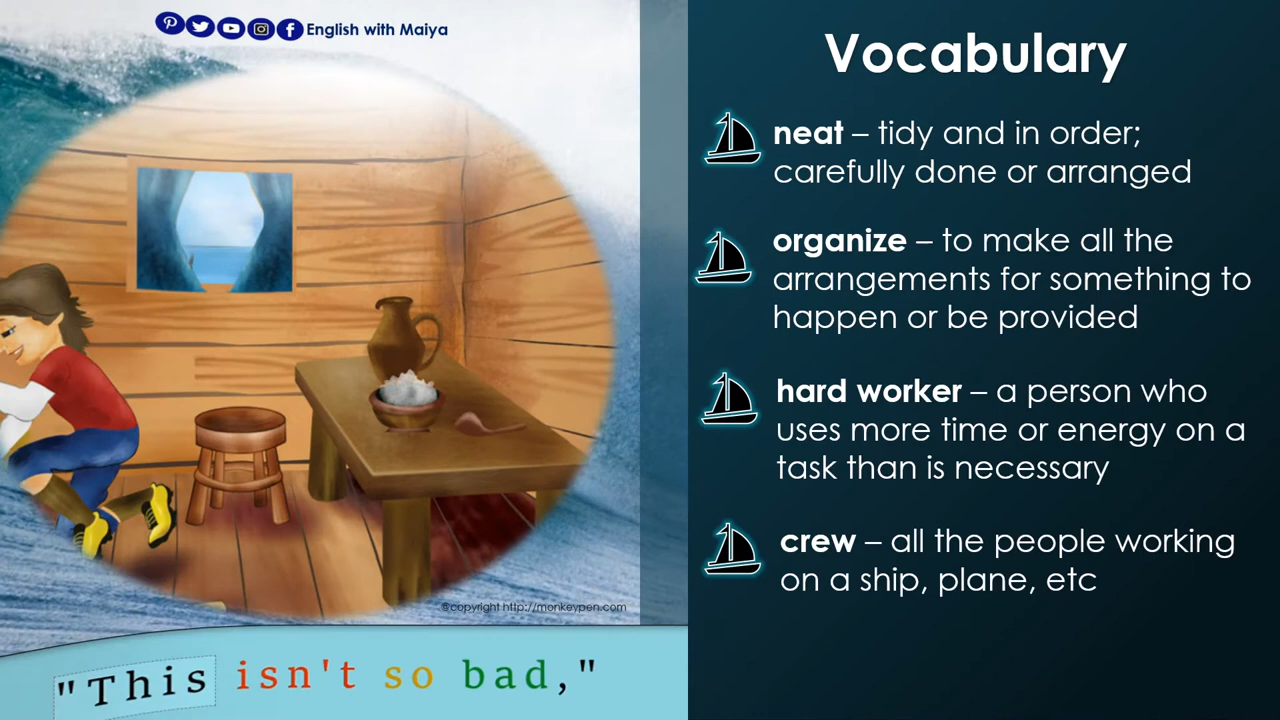 English with Maiya
©copyright http://monkeypen.com
"This isn't so bad,"
Vocabulary
neat – tidy and in order;
carefully done or arranged
organize – to make all the
arrangements for something to
happen or be provided
hard worker – a person who
uses more time or energy on a
task than is necessary
crew – all the people working
on a ship, plane, etc